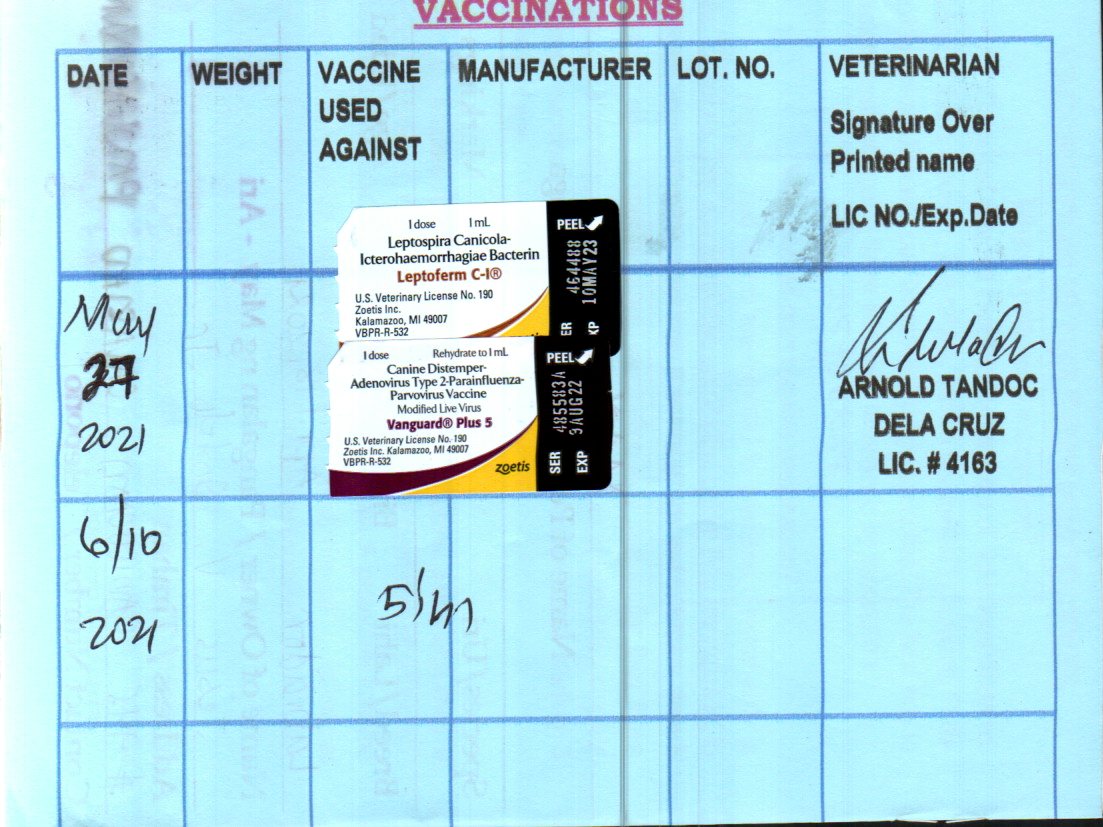 VACCINATIONS
DATE
WEIGHT
VACCINE
USED
AGAINST
MANUFACTURER
LOT. NO.
VETERINARIAN
Signature Over
Printed name
LIC NO./Exp.Date
May
27
2021
1 dose 1 mL
Leptospira Canicola-
Icterohaemorrhagiae Bacterin
Leptoferm C-I®
U.S. Veterinary License No. 190
Zoetis Inc.
Kalamazoo, MI 49007
VBPR-R-532
PEEL
464488
10MAY23
1 dose Rehydrate to 1 mL
Canine Distemper-
Adenovirus Type 2-Parainfluenza-
Parvovirus Vaccine
Modified Live Virus
Vanguard® Plus 5
U.S. Veterinary License No. 190
Zoetis Inc. Kalamazoo, MI 49007
VBPR-R-532
zoetis
PEEL
SER 485583A
EXP 9AUG22
ARNOLD TANDOC
DELA CRUZ
LIC. # 4163
6/10
2021